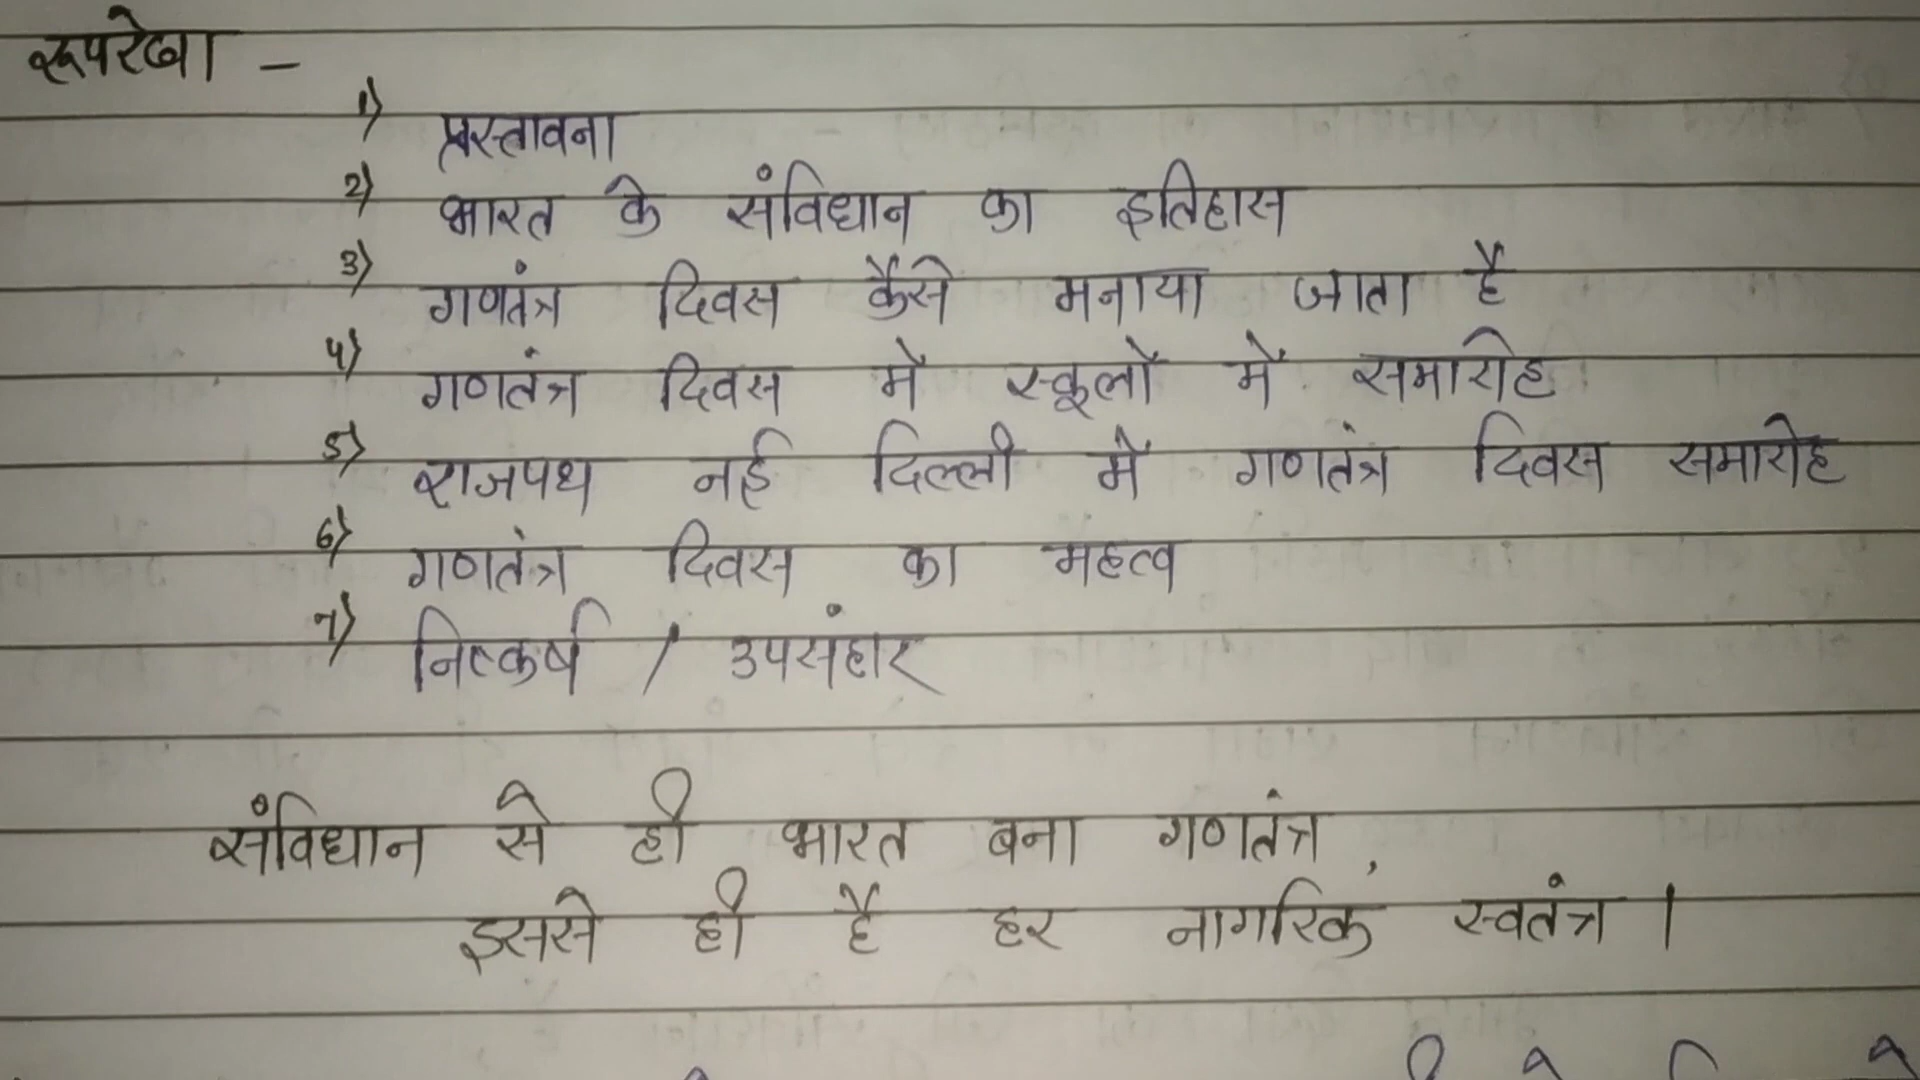 रूपरेखा -
1) प्रस्तावना
2) भारत के संविधान का इतिहास
3) गणतंत्र दिवस कैसे मनाया जाता है
4) गणतंत्र दिवस में स्कूलों में समारोह
5) राजपथ नई दिल्ली में गणतंत्र दिवस समारोह
6) गणतंत्र दिवस का महत्व
7) निष्कर्ष / उपसंहार
संविधान से ही भारत बना गणतंत्र,
इससे ही है हर नागरिक स्वतंत्र ।